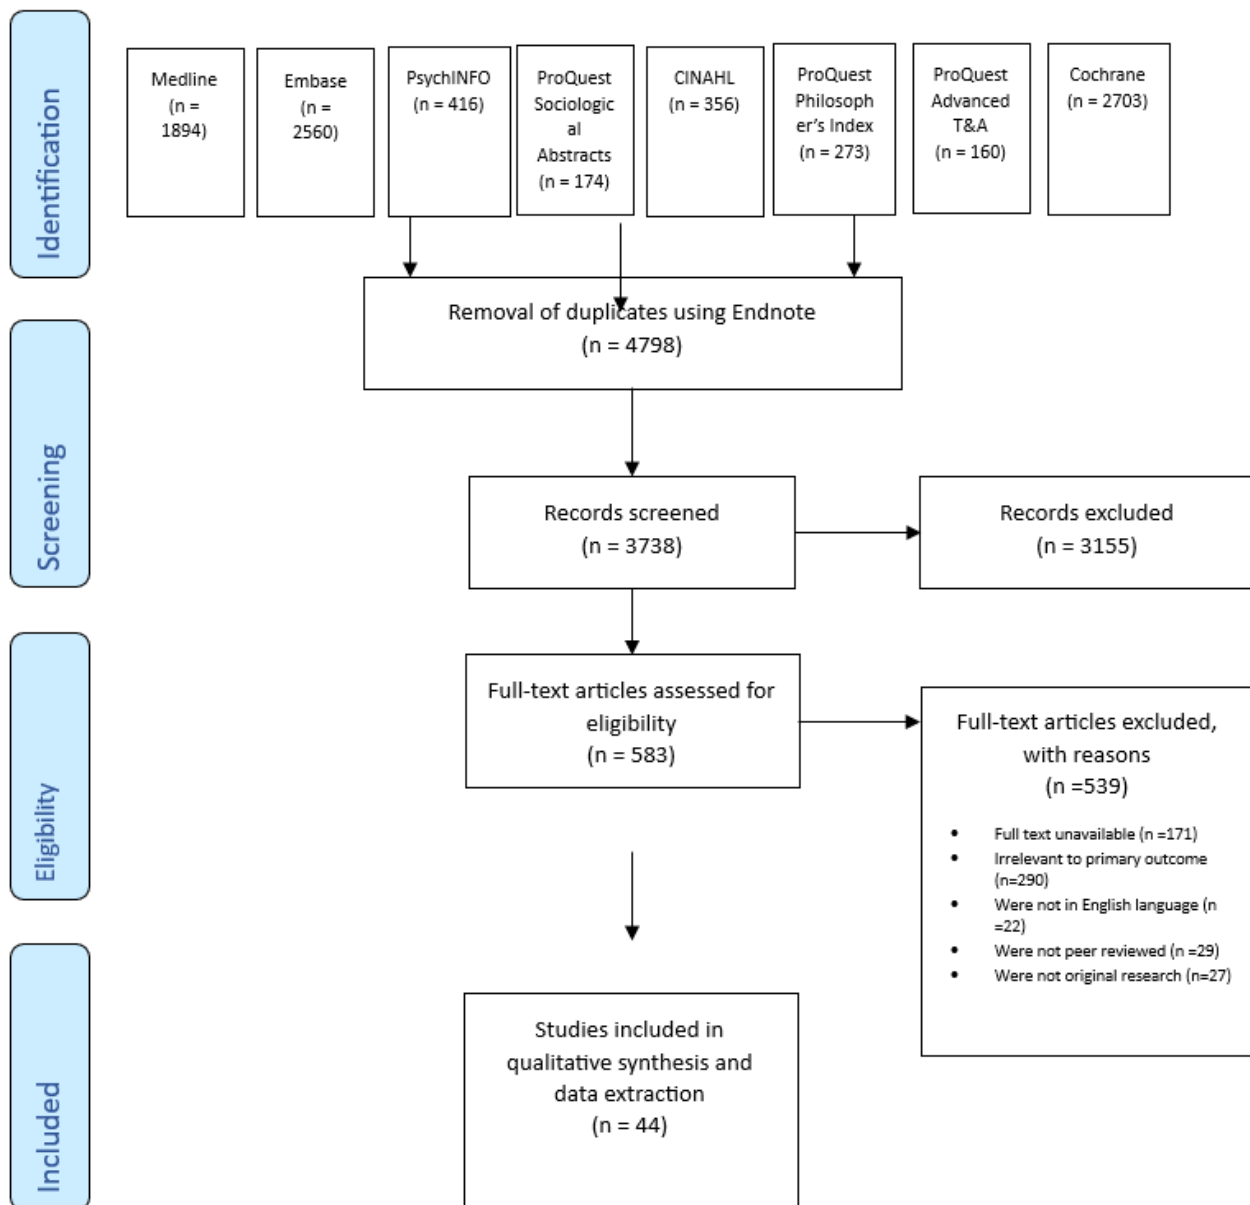 Identification
Medline
(n =
1894)
Embase
(n =
2560)
PsychINFO
(n = 416)
ProQuest
Sociologic
al
Abstracts
(n = 174)
CINAHL
(n = 356)
ProQuest
Philosoph
er’s Index
(n = 273)
ProQuest
Advanced
T&A
(n = 160)
Cochrane
(n = 2703)
Removal of duplicates using Endnote
(n = 4798)
Screening
Records screened
(n = 3738)
Records excluded
(n = 3155)
Eligibility
Full-text articles assessed for
eligibility
(n = 583)
Full-text articles excluded,
with reasons
(n =539)
• Full text unavailable (n =171)
• Irrelevant to primary outcome
(n=290)
• Were not in English language (n
=22)
• Were not peer reviewed (n =29)
• Were not original research (n=27)
Included
Studies included in
qualitative synthesis and
data extraction
(n = 44)